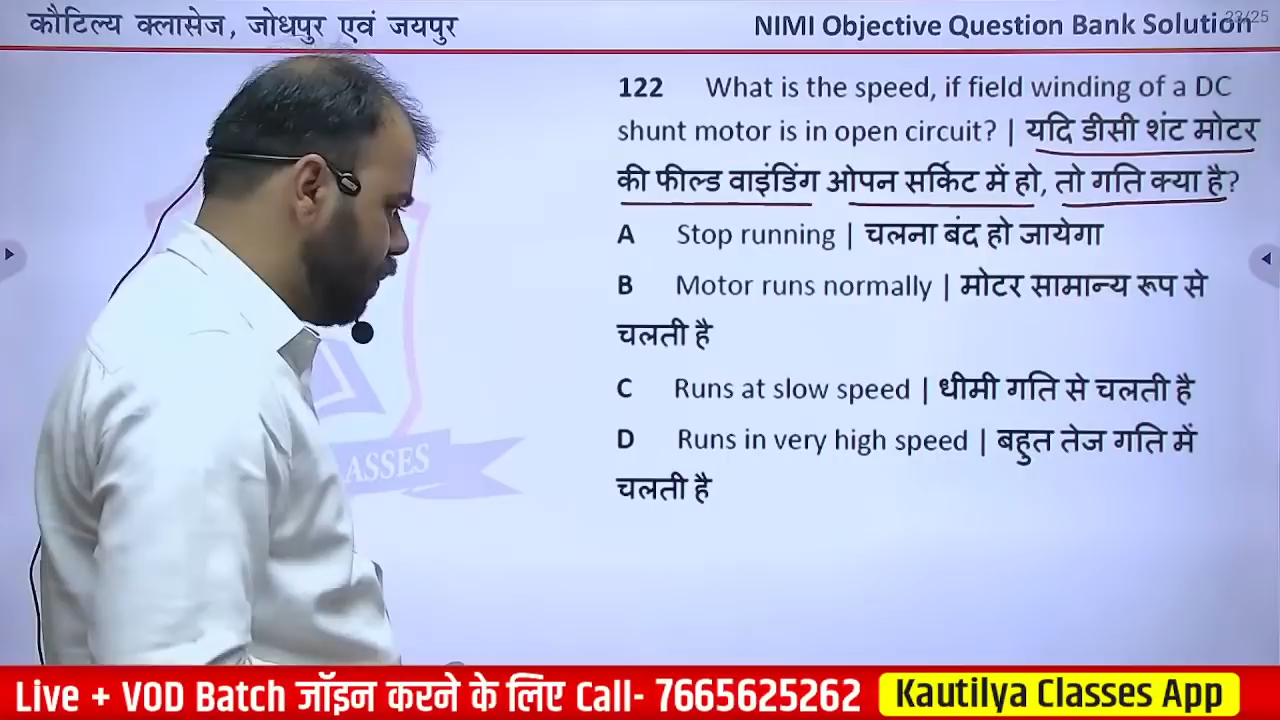 कौटिल्य क्लासेज, जोधपुर एवं जयपुर
NIMI Objective Question Bank Solution
23/25
122 What is the speed, if field winding of a DC
shunt motor is in open circuit? | यदि डीसी शंट मोटर
की फील्ड वाइंडिंग ओपन सर्किट में हो, तो गति क्या है?
A Stop running | चलना बंद हो जायेगा
B Motor runs normally | मोटर सामान्य रूप से
चलती है
C Runs at slow speed | धीमी गति से चलती है
D Runs in very high speed | बहुत तेज गति में
चलती है
ASSES
Live + VOD Batch जॉइन करने के लिए Call- 7665625262
Kautilya Classes App